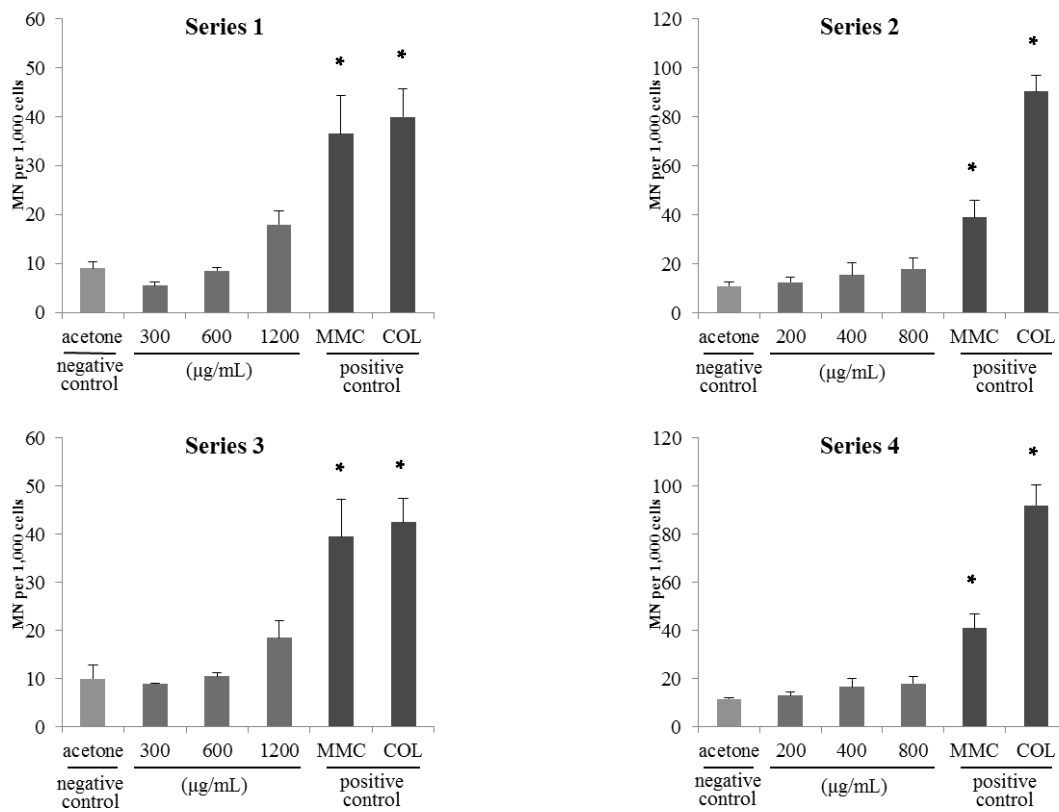 Series 1
MN per 1,000 cells
60
50
40
30
20
10
0
* *
acetone 300 600 1200 MMC COL
negative control (µg/mL) positive control
Series 2
MN per 1,000 cells
120
100
80
60
40
20
0
* *
acetone 200 400 800 MMC COL
negative control (µg/mL) positive control
Series 3
MN per 1,000 cells
60
50
40
30
20
10
0
* *
acetone 300 600 1200 MMC COL
negative control (µg/mL) positive control
Series 4
MN per 1,000 cells
120
100
80
60
40
20
0
* *
acetone 200 400 800 MMC COL
negative control (µg/mL) positive control